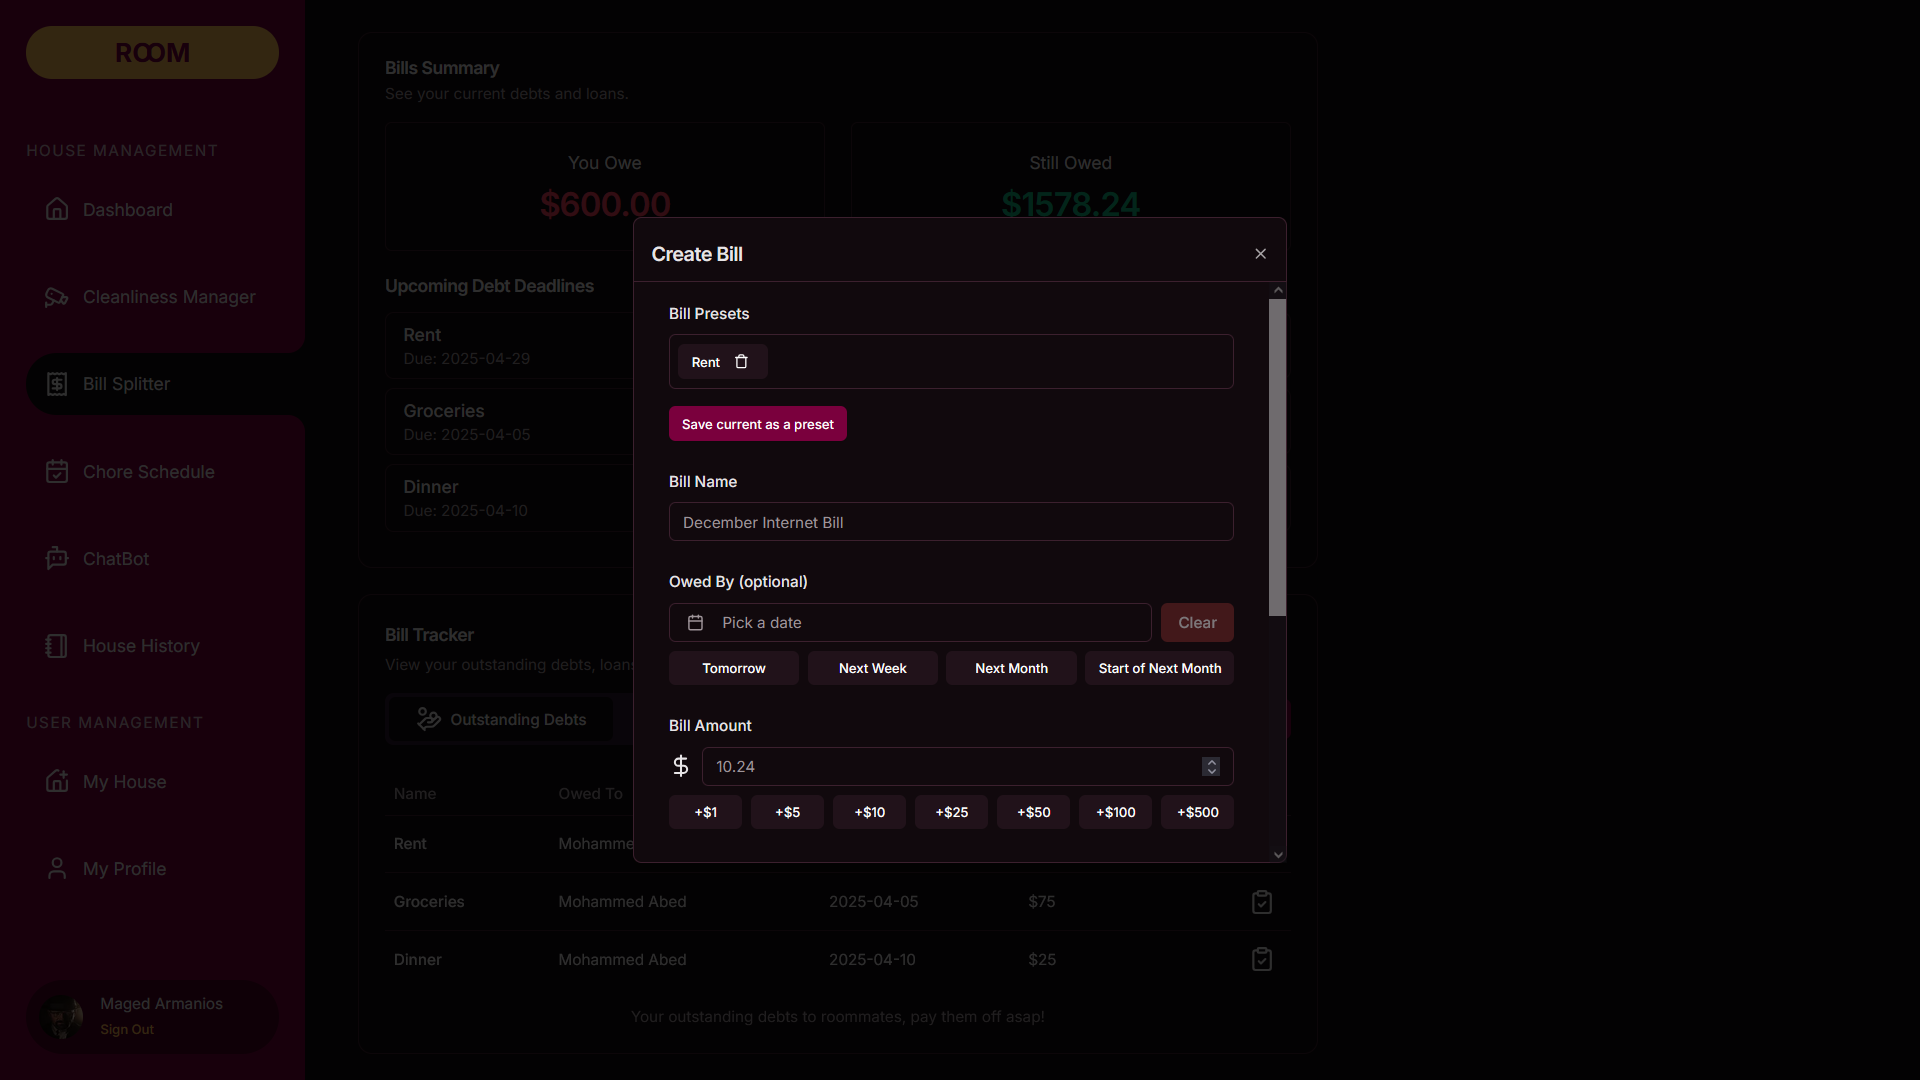 ROOM
HOUSE MANAGEMENT
Dashboard
Cleanliness Manager
Bill Splitter
Chore Schedule
ChatBot
House History
USER MANAGEMENT
My House
My Profile
Maged Armanios
Sign Out
Bills Summary
See your current debts and loans.
You Owe
$600.00
Still Owed
$1578.24
Upcoming Debt Deadlines
Rent
Due: 2025-04-29
Groceries
Due: 2025-04-05
Dinner
Due: 2025-04-10
Create Bill
Bill Presets
Rent
Save current as a preset
Bill Name
December Internet Bill
Owed By (optional)
Pick a date
Clear
Tomorrow
Next Week
Next Month
Start of Next Month
Bill Amount
$ 10.24
+$1
+$5
+$10
+$25
+$50
+$100
+$500
Bill Tracker
View your outstanding debts, loans
Outstanding Debts
Name Owed To
Rent
Groceries Mohammed Abed 2025-04-05 $75
Dinner Mohammed Abed 2025-04-10 $25
Your outstanding debts to roommates, pay them off asap!